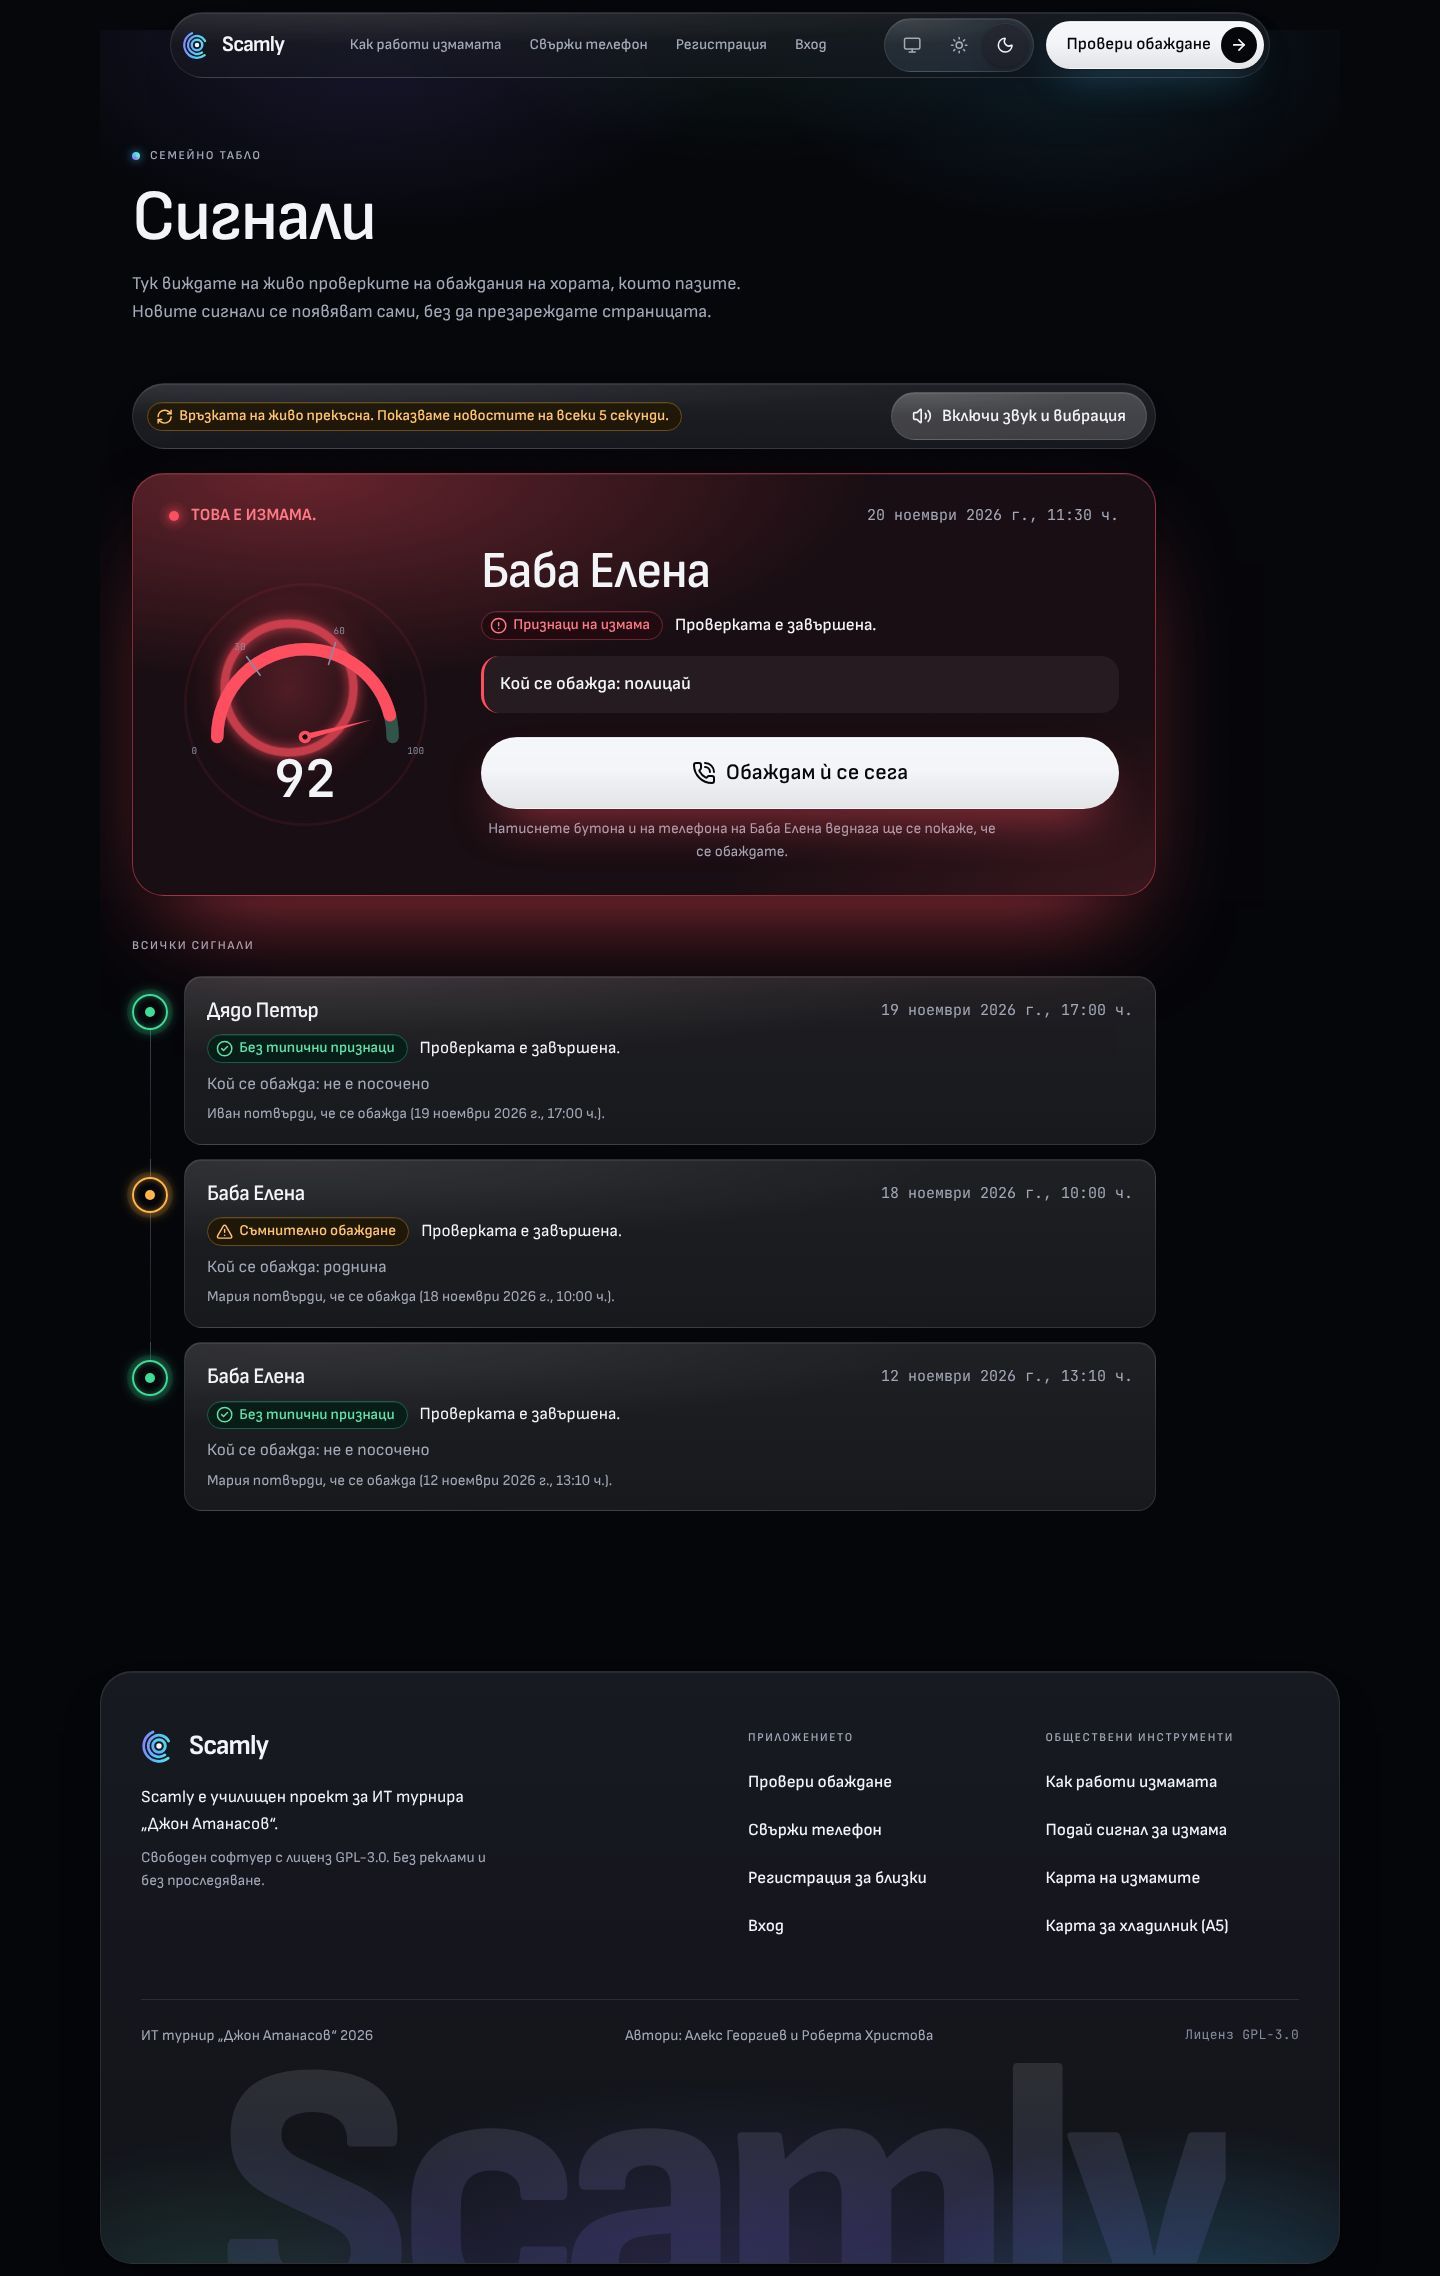 Scamly
Как работи измамата
Свържи телефон
Регистрация
Вход
Провери обаждане
СЕМЕЙНО ТАБЛО
Сигнали
Тук виждате на живо проверките на обаждания на хората, които пазите.
Новите сигнали се появяват сами, без да презареждате страницата.
Връзката на живо прекъсна. Показваме новостите на всеки 5 секунди.
Включи звук и вибрация
ТОВА Е ИЗМАМА.
20 ноември 2026 г., 11:30 ч.
Баба Елена
Признаци на измама
Проверката е завършена.
Кой се обажда: полицай
0
30
60
100
92
Обаждам ѝ се сега
Натиснете бутона и на телефона на Баба Елена веднага ще се покаже, че
се обаждате.
ВСИЧКИ СИГНАЛИ
Дядо Петър
19 ноември 2026 г., 17:00 ч.
Без типични признаци
Проверката е завършена.
Кой се обажда: не е посочено
Иван потвърди, че се обажда (19 ноември 2026 г., 17:00 ч.).
Баба Елена
18 ноември 2026 г., 10:00 ч.
Съмнително обаждане
Проверката е завършена.
Кой се обажда: роднина
Мария потвърди, че се обажда (18 ноември 2026 г., 10:00 ч.).
Баба Елена
12 ноември 2026 г., 13:10 ч.
Без типични признаци
Проверката е завършена.
Кой се обажда: не е посочено
Мария потвърди, че се обажда (12 ноември 2026 г., 13:10 ч.).
Scamly
Scamly е училищен проект за ИТ турнира
„Джон Атанасов“.
Свободен софтуер с лиценз GPL-3.0. Без реклами и
без проследяване.
ПРИЛОЖЕНИЕТО
Провери обаждане
Свържи телефон
Регистрация за близки
Вход
ОБЩЕСТВЕНИ ИНСТРУМЕНТИ
Как работи измамата
Подай сигнал за измама
Карта на измамите
Карта за хладилник (А5)
ИТ турнир „Джон Атанасов“ 2026
Автори: Алекс Георгиев и Роберта Христова
Лиценз GPL-3.0
Scamly